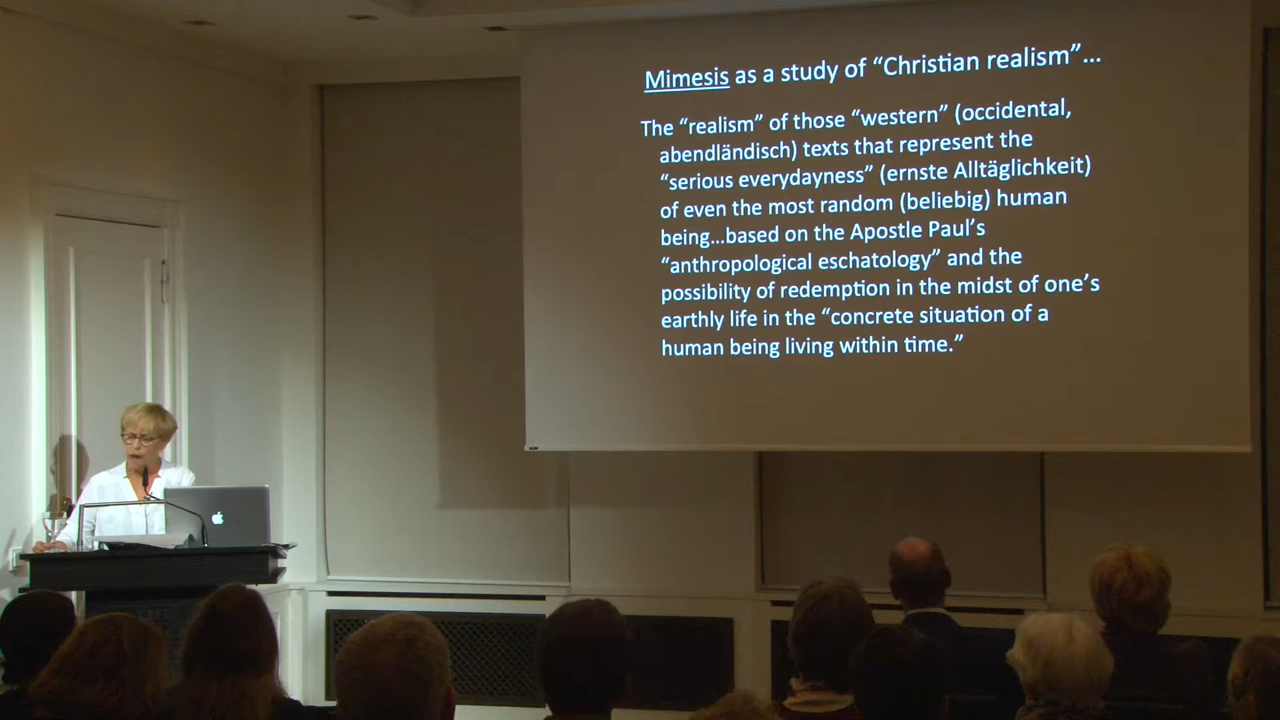 Mimesis as a study of “Christian realism”...
The “realism” of those “western” (occidental,
abendländisch) texts that represent the
“serious everydayness” (ernste Alltäglichkeit)
of even the most random (beliebig) human
being...based on the Apostle Paul’s
“anthropological eschatology” and the
possibility of redemption in the midst of one’s
earthly life in the “concrete situation of a
human being living within time.”